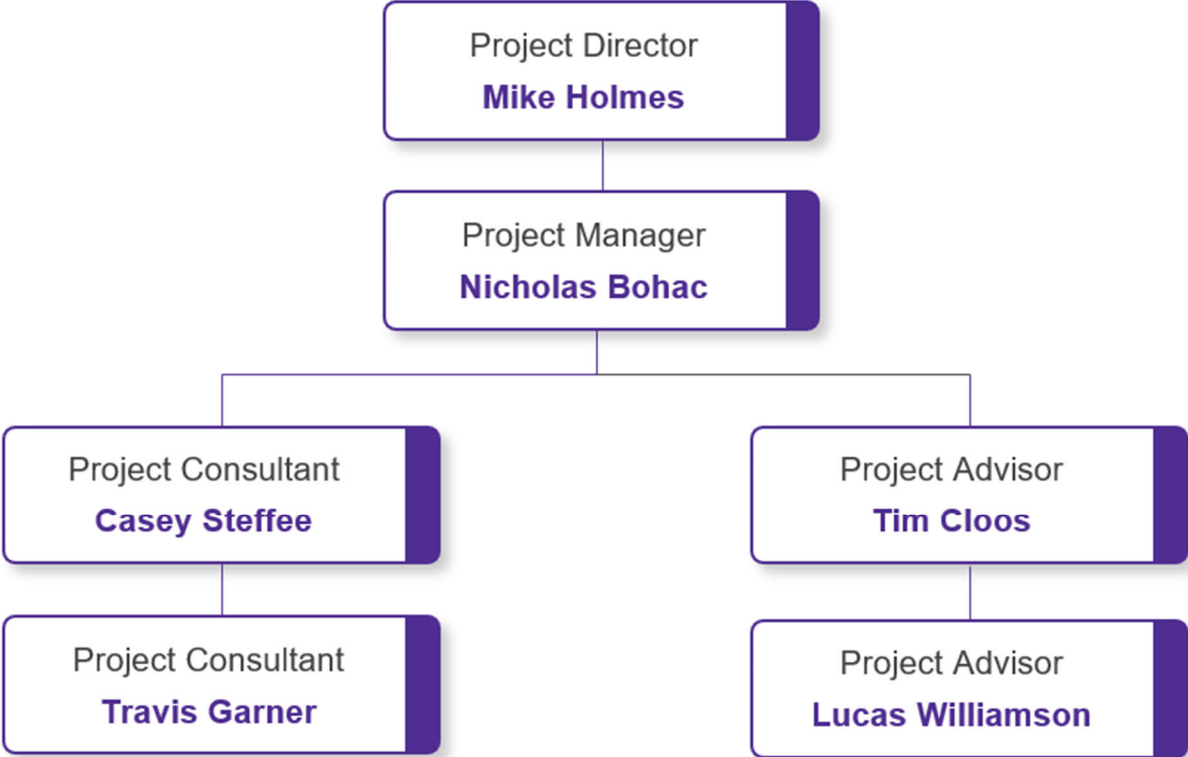 Project Director
Mike Holmes
Project Manager
Nicholas Bohac
Project Consultant
Casey Steffee
Project Advisor
Tim Cloos
Project Consultant
Travis Garner
Project Advisor
Lucas Williamson